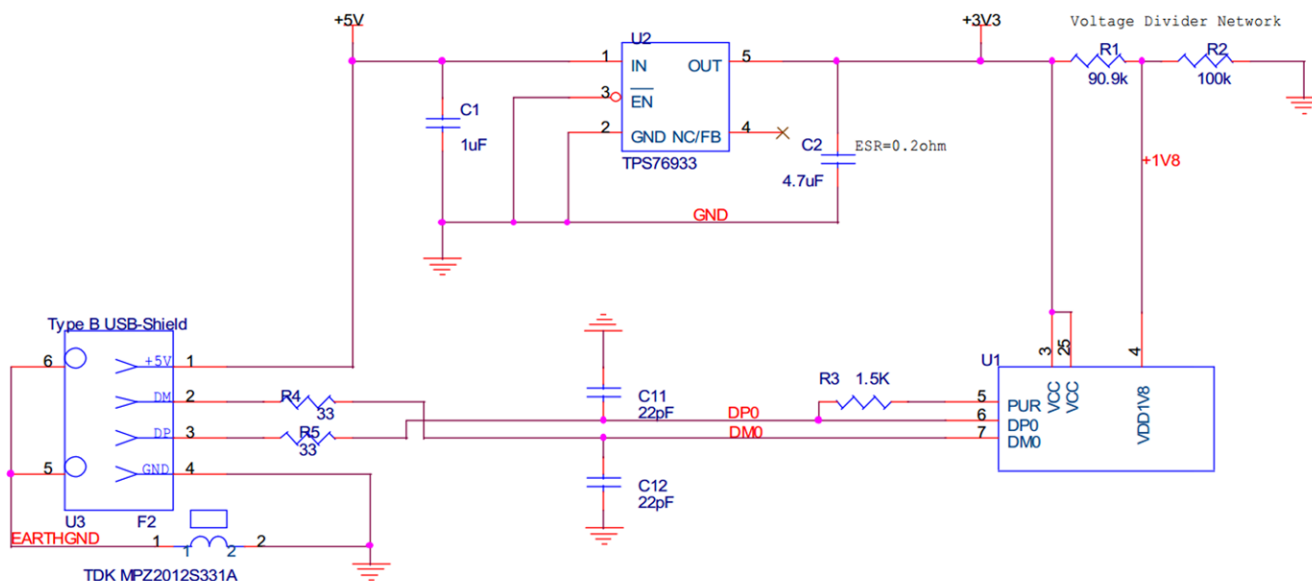 +5V
+3V3
Voltage Divider Network
U2
1
IN
OUT
5
R1
R2
90.9k
100k
3
EN
C1
1uF
2
GND
NC/FB
4
TPS76933
C2
ESR=0.2ohm
4.7uF
+1V8
GND
Type B USB-Shield
6
+5V
1
DM
2
R4
33
DP
3
R5
33
5
GND
4
U3
F2
EARTHGND
1
1
2
2
TDK MPZ2012S331A
C11
22pF
DP0
DM0
C12
22pF
R3
1.5K
U1
3
25
4
VCC
VCC
VDD1V8
5
PUR
6
DP0
7
DM0